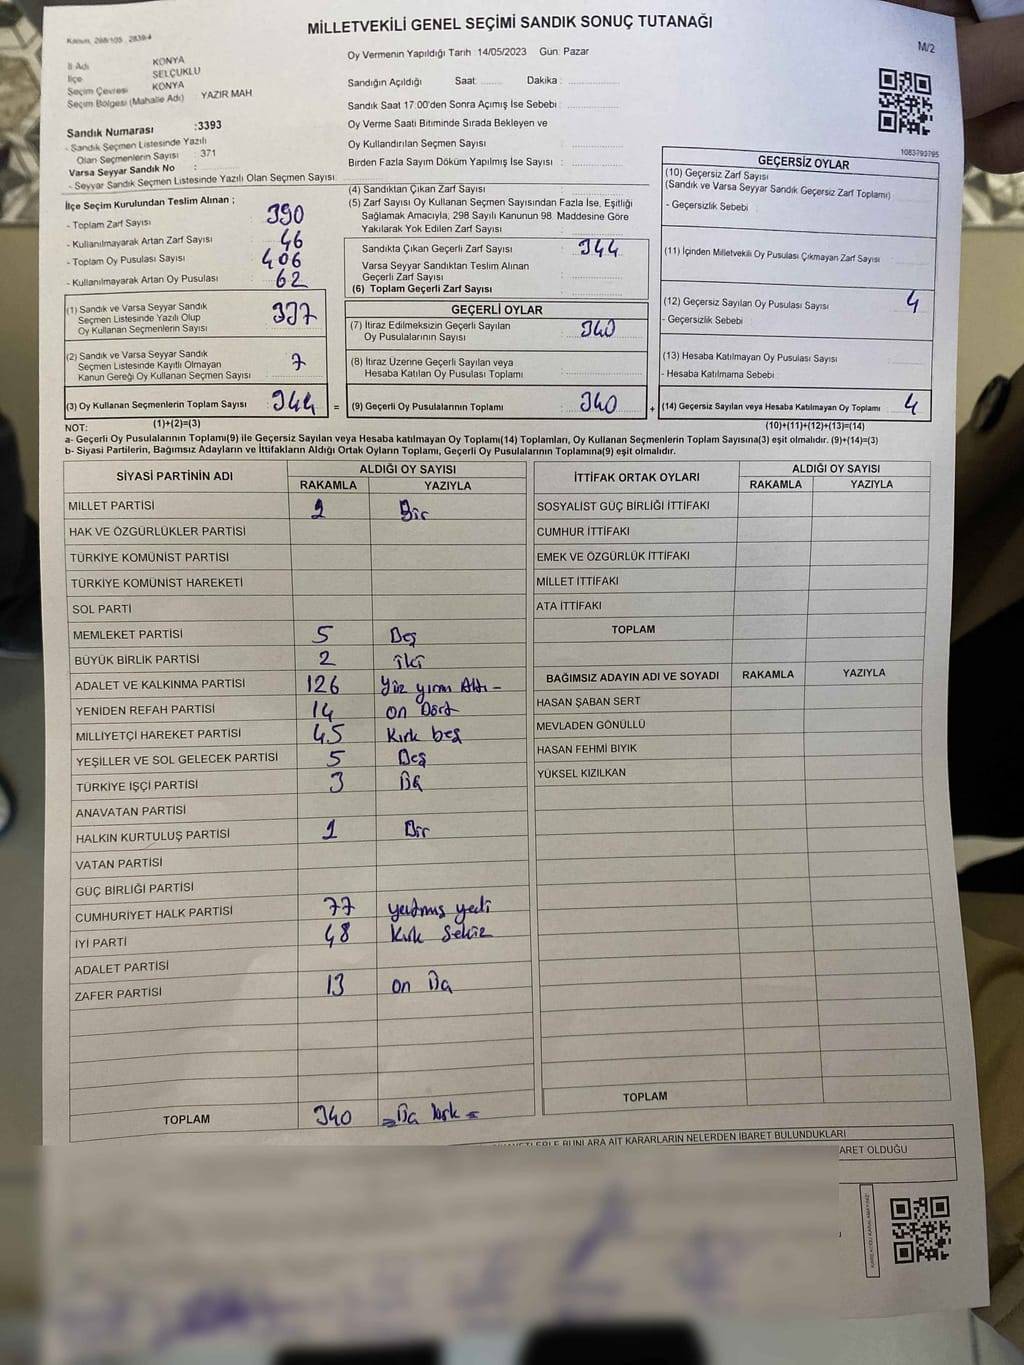 MİLLETVEKİLİ GENEL SEÇİMİ SANDIK SONUÇ TUTANAĞI
Kanun, 298/105
M/2
İl Adı KONYA
İlçe SELÇUKLU
Seçim Çevresi KONYA
Seçim Bölgesi (Mahalle Adı) YAZIR MAH
Sandık Numarası :3393
- Sandık Seçmen Listesinde Yazılı
Olan Seçmenlerin Sayısı : 371
Varsa Seyyar Sandık No :
- Seyyar Sandık Seçmen Listesinde Yazılı Olan Seçmen Sayısı:
Oy Vermenin Yapıldığı Tarih 14/05/2023 Gün: Pazar
Sandığın Açıldığı Saat: Dakika :
Sandık Saat 17:00'den Sonra Açımış İse Sebebi :
Oy Verme Saati Bitiminde Sırada Bekleyen ve
Oy Kullandırılan Seçmen Sayısı :
Birden Fazla Sayım Döküm Yapılmış İse Sayısı :
1083793795
İlçe Seçim Kurulundan Teslim Alınan ;
- Toplam Zarf Sayısı : 390
- Kullanılmayarak Artan Zarf Sayısı : 46
- Toplam Oy Pusulası Sayısı : 406
- Kullanılmayarak Artan Oy Pusulası : 62
(1) Sandık ve Varsa Seyyar Sandık
Seçmen Listesinde Yazılı Olup
Oy Kullanan Seçmenlerin Sayısı : 337
(2) Sandık ve Varsa Seyyar Sandık
Seçmen Listesinde Kayıtlı Olmayan
Kanun Gereği Oy Kullanan Seçmen Sayısı : 7
(3) Oy Kullanan Seçmenlerin Toplam Sayısı : 344
(1)+(2)=(3)
(4) Sandıktan Çıkan Zarf Sayısı :
(5) Zarf Sayısı Oy Kullanan Seçmen Sayısından Fazla İse, Eşitliği
Sağlamak Amacıyla, 298 Sayılı Kanunun 98. Maddesine Göre
Yakılarak Yok Edilen Zarf Sayısı :
Sandıkta Çıkan Geçerli Zarf Sayısı : 344
Varsa Seyyar Sandıktan Teslim Alınan
Geçerli Zarf Sayısı :
(6) Toplam Geçerli Zarf Sayısı :
GEÇERLİ OYLAR
(7) İtiraz Edilmeksizin Geçerli Sayılan
Oy Pusulalarının Sayısı : 340
(8) İtiraz Üzerine Geçerli Sayılan veya
Hesaba Katılan Oy Pusulası Toplamı :
= (9) Geçerli Oy Pusulalarının Toplamı : 340
GEÇERSİZ OYLAR
(10) Geçersiz Zarf Sayısı
(Sandık ve Varsa Seyyar Sandık Geçersiz Zarf Toplamı) :
- Geçersizlik Sebebi :
(11) İçinden Milletvekili Oy Pusulası Çıkmayan Zarf Sayısı :
(12) Geçersiz Sayılan Oy Pusulası Sayısı : 4
- Geçersizlik Sebebi :
(13) Hesaba Katılmayan Oy Pusulası Sayısı :
- Hesaba Katılmama Sebebi :
+ (14) Geçersiz Sayılan veya Hesaba Katılmayan Oy Toplamı : 4
(10)+(11)+(12)+(13)=(14)
NOT:
a- Geçerli Oy Pusulalarının Toplamı(9) ile Geçersiz Sayılan veya Hesaba katılmayan Oy Toplamı(14) Toplamları, Oy Kullanan Seçmenlerin Toplam Sayısına(3) eşit olmalıdır. (9)+(14)=(3)
b- Siyasi Partilerin, Bağımsız Adayların ve İttifakların Aldığı Ortak Oyların Toplamı, Geçerli Oy Pusulalarının Toplamına(9) eşit olmalıdır.
SİYASİ PARTİNİN ADI ALDIĞI OY SAYISI
RAKAMLA YAZIYLA
MİLLET PARTİSİ 1 Bir
HAK VE ÖZGÜRLÜKLER PARTİSİ
TÜRKİYE KOMÜNİST PARTİSİ
TÜRKİYE KOMÜNİST HAREKETİ
SOL PARTİ
MEMLEKET PARTİSİ 5 Beş
BÜYÜK BİRLİK PARTİSİ 2 iki
ADALET VE KALKINMA PARTİSİ 126 Yüz yirmi Altı -
YENİDEN REFAH PARTİSİ 14 on Dört
MİLLİYETÇİ HAREKET PARTİSİ 45 Kırk beş
YEŞİLLER VE SOL GELECEK PARTİSİ 5 Beş
TÜRKİYE İŞÇİ PARTİSİ 3 Üç
ANAVATAN PARTİSİ
HALKIN KURTULUŞ PARTİSİ 1 Bir
VATAN PARTİSİ
GÜÇ BİRLİĞİ PARTİSİ
CUMHURİYET HALK PARTİSİ 77 yetmiş yedi
İYİ PARTİ 48 Kırk Sekiz
ADALET PARTİSİ
ZAFER PARTİSİ 13 on Üç
TOPLAM 340 = Üç kırk =
İTTİFAK ORTAK OYLARI ALDIĞI OY SAYISI
RAKAMLA YAZIYLA
SOSYALİST GÜÇ BİRLİĞİ İTTİFAKI
CUMHUR İTTİFAKI
EMEK VE ÖZGÜRLÜK İTTİFAKI
MİLLET İTTİFAKI
ATA İTTİFAKI
TOPLAM
BAĞIMSIZ ADAYIN ADI VE SOYADI RAKAMLA YAZIYLA
HASAN ŞABAN SERT
MEVLADEN GÖNÜLLÜ
HASAN FEHMİ BIYIK
YÜKSEL KIZILKAN
TOPLAM
BUNLARA AİT KARARLARIN NELERDEN İBARET BULUNDUKLARI
ARET OLDUĞU